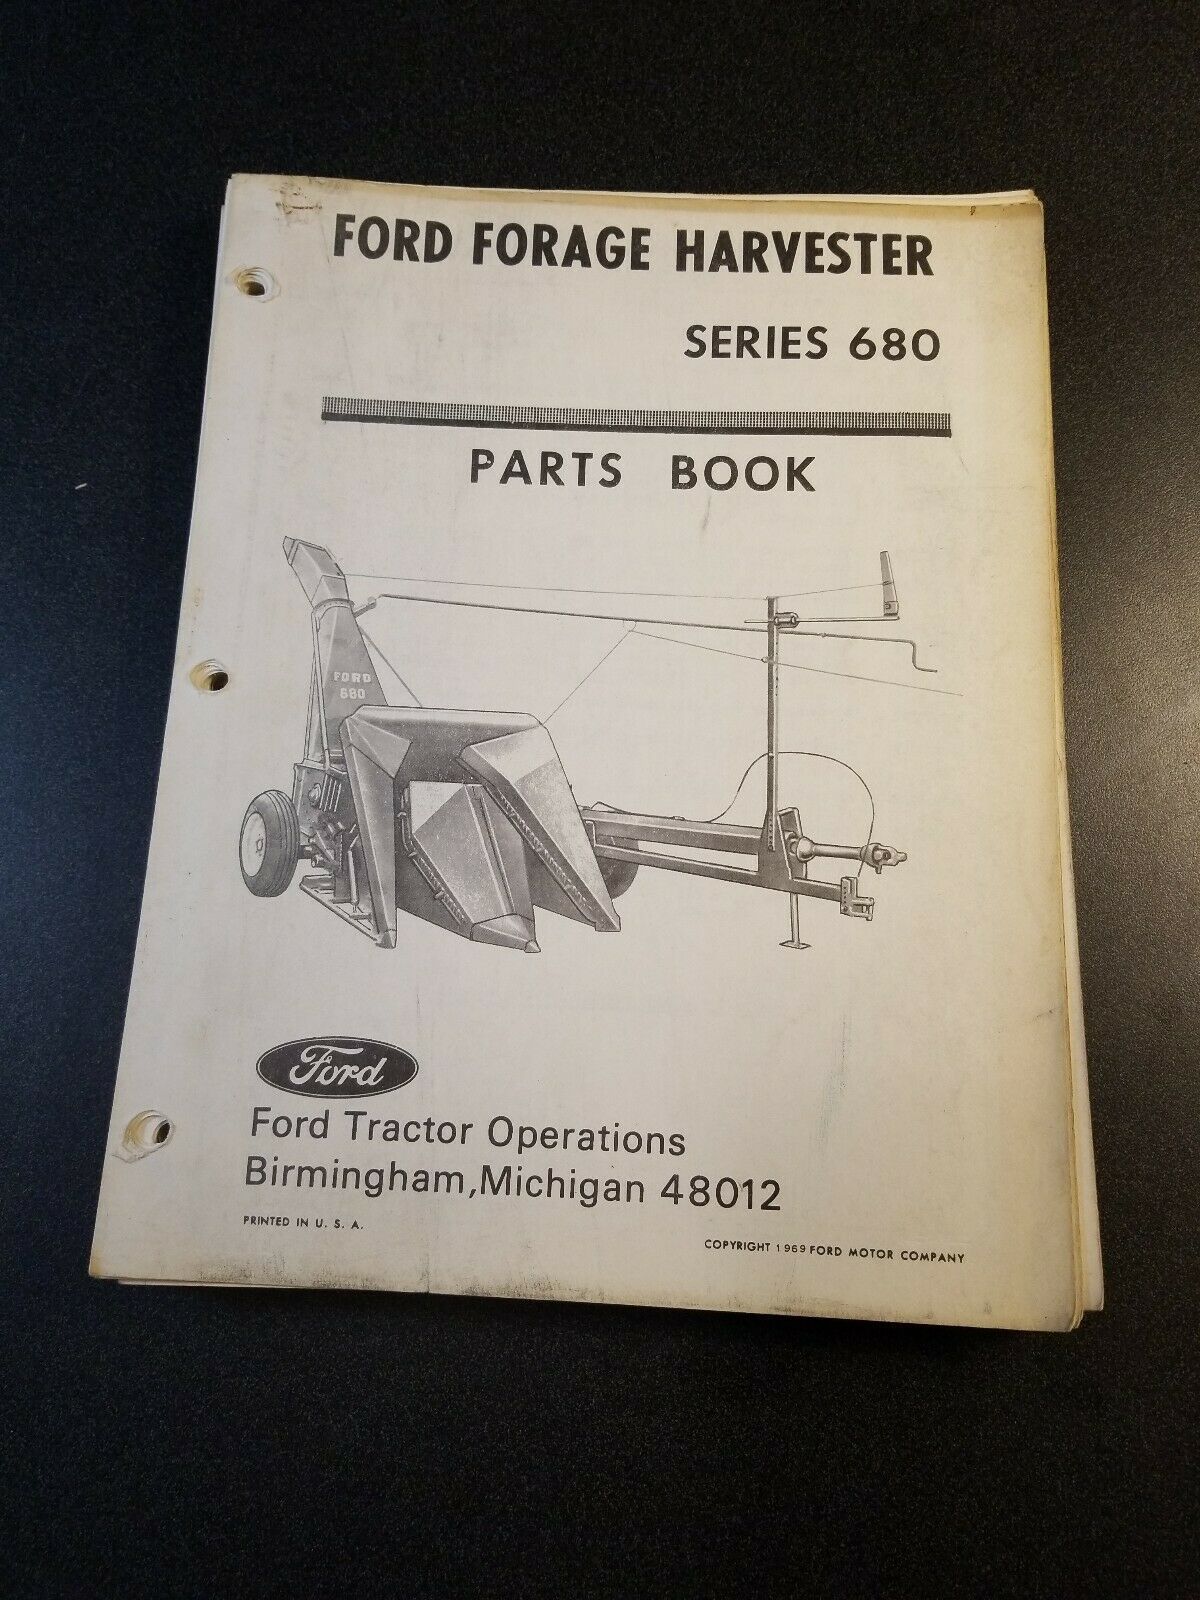 FORD FORAGE HARVESTER
SERIES 680
PARTS BOOK
FORD
680
Ford
Ford Tractor Operations
Birmingham, Michigan 48012
PRINTED IN U. S. A.
COPYRIGHT 1969 FORD MOTOR COMPANY